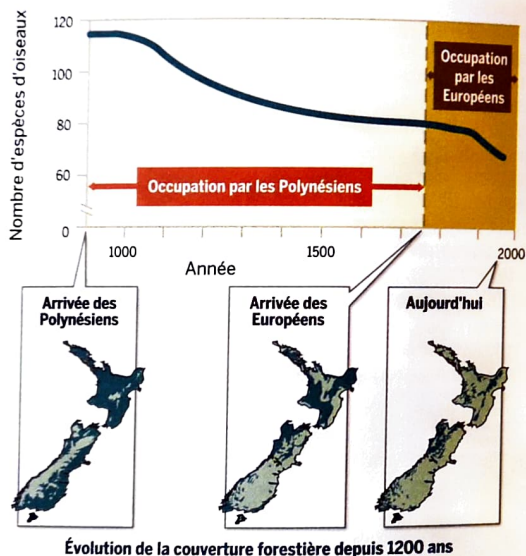 120
100
80
60
0
Nombre d'espèces d'oiseaux
Occupation
par les
Européens
Occupation par les Polynésiens
1000
1500
2000
Année
Arrivée des
Polynésiens
Arrivée des
Européens
Aujourd'hui
Évolution de la couverture forestière depuis 1200 ans